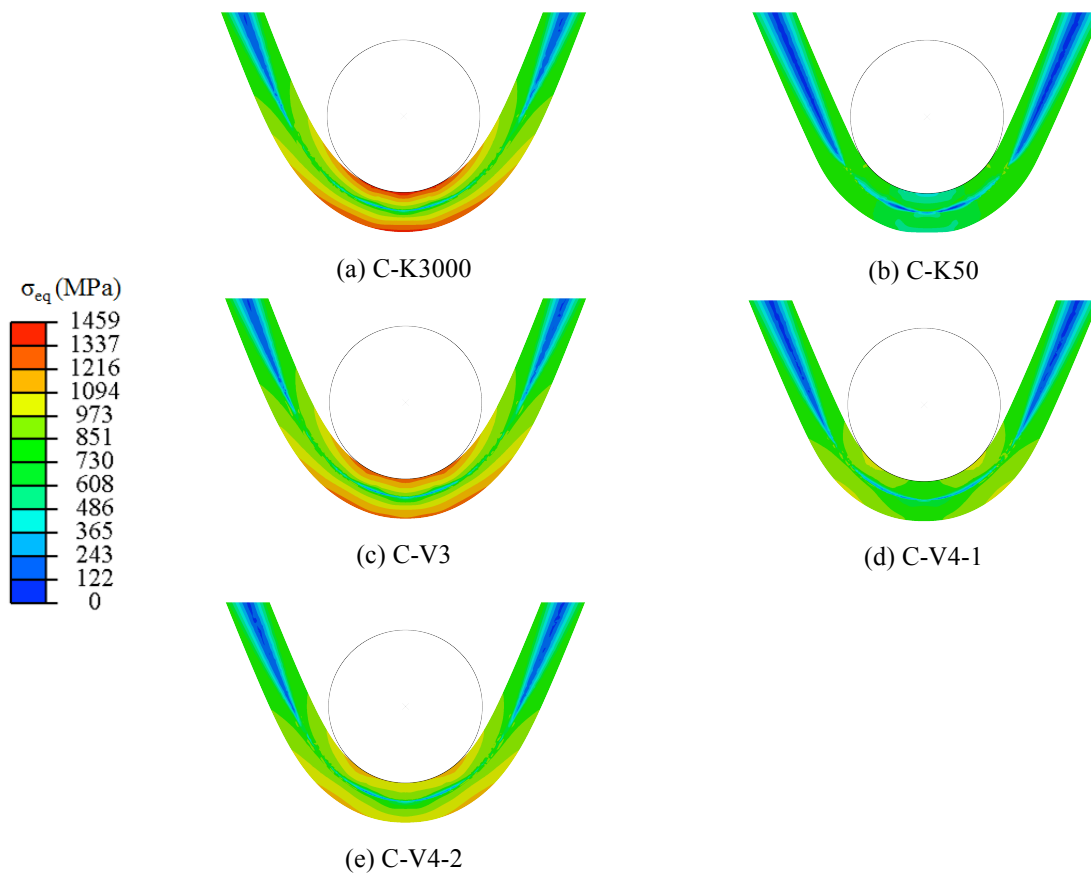 (a) C-K3000
(b) C-K50
σeq (MPa)
1459
1337
1216
1094
973
851
730
608
486
365
243
122
0
(c) C-V3
(d) C-V4-1
(e) C-V4-2